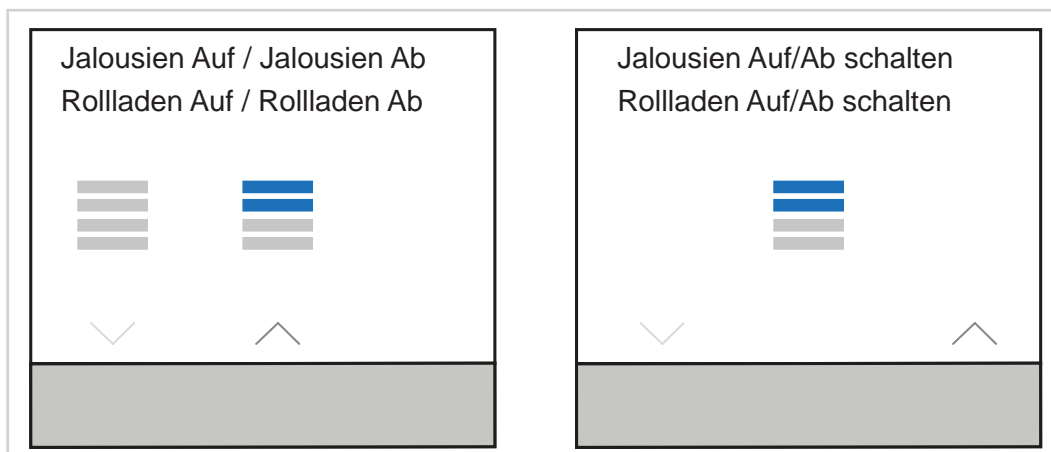 Jalousien Auf / Jalousien Ab
Rollladen Auf / Rollladen Ab
Jalousien Auf/Ab schalten
Rollladen Auf/Ab schalten